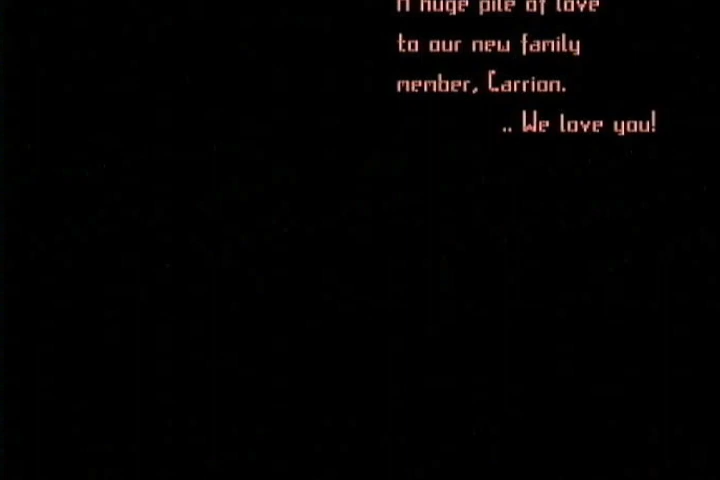 A huge pile of love
to our new family
member, Carrion.
.. We love you!